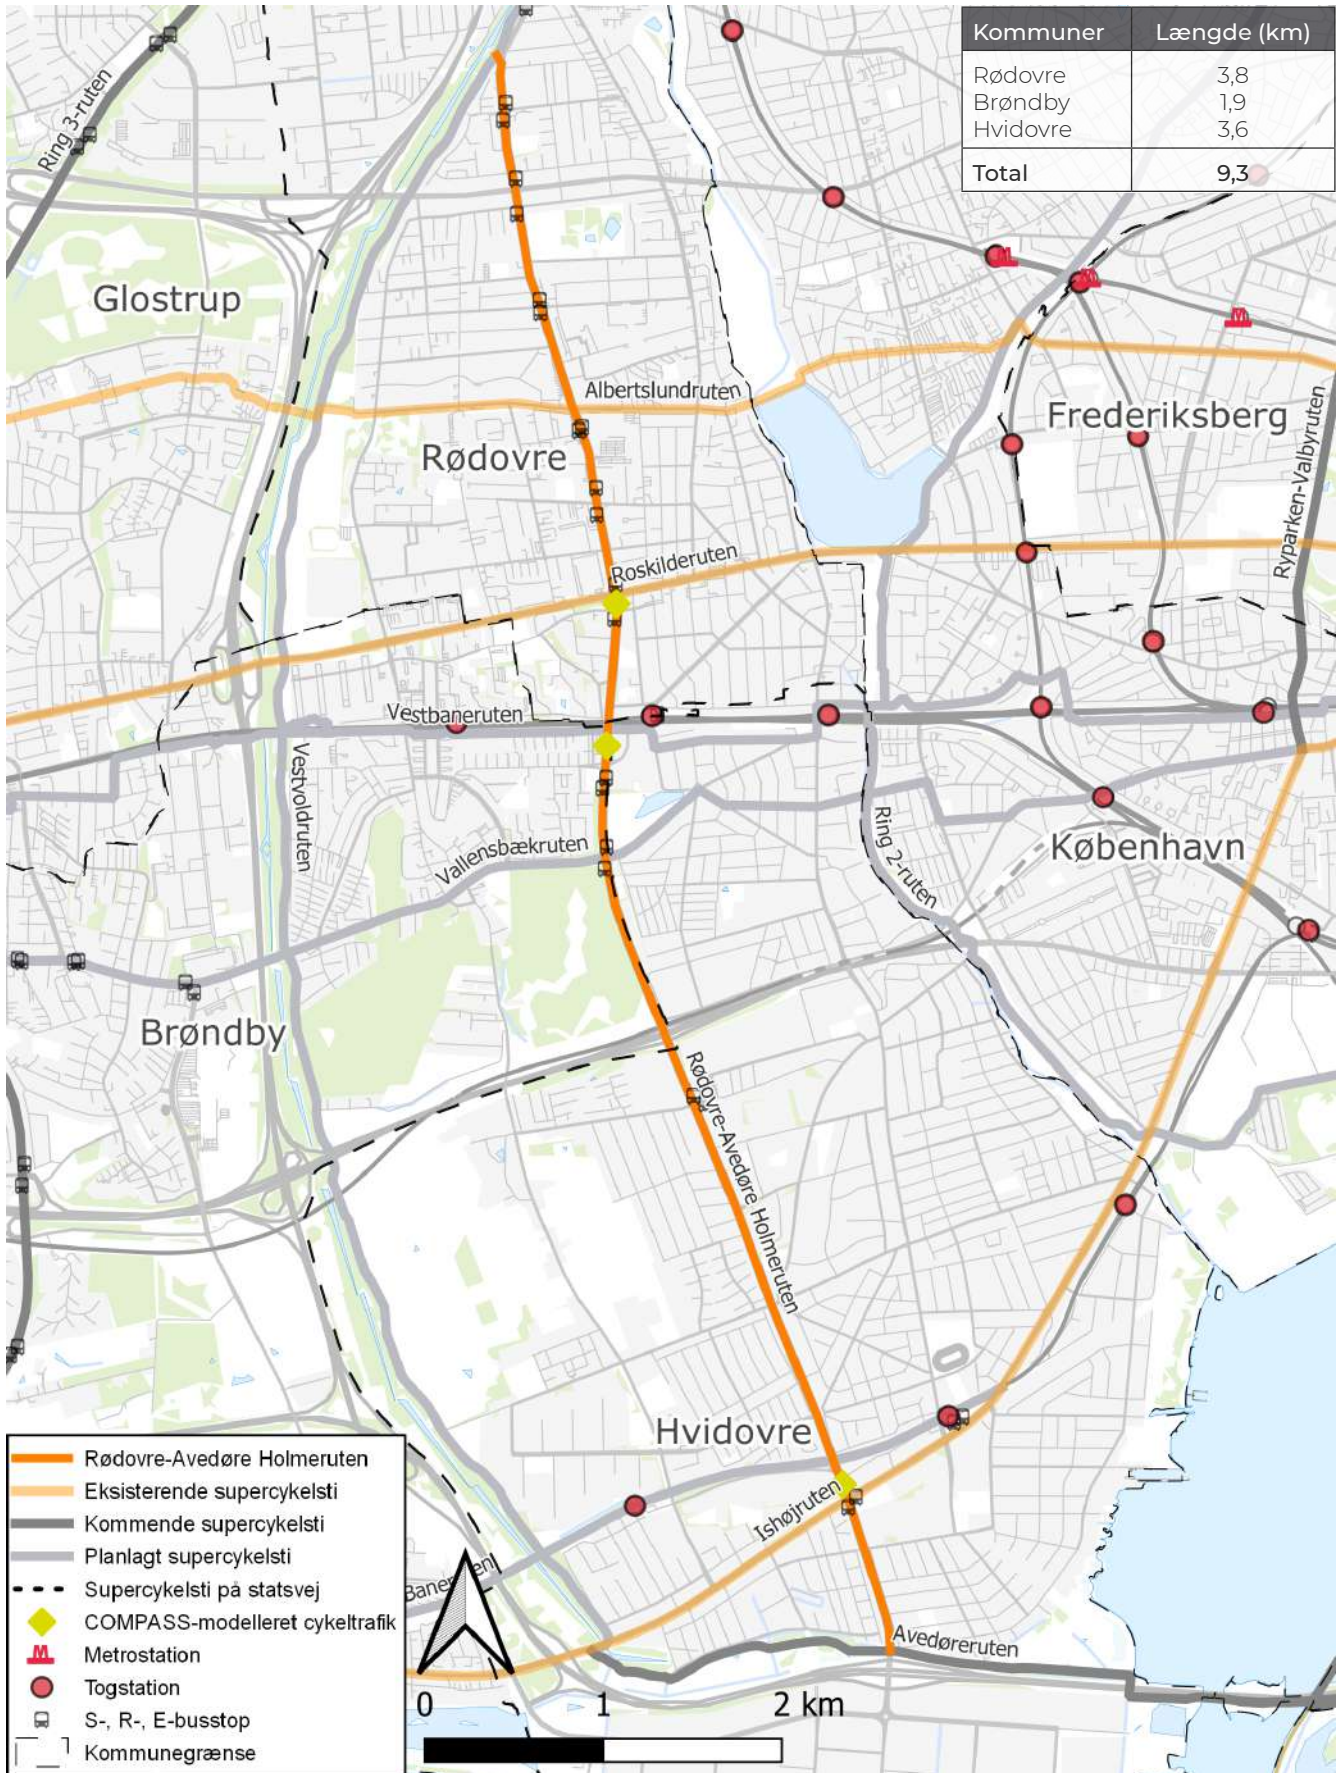 Kommuner Længde (km)
Rødovre 3,8
Brøndby 1,9
Hvidovre 3,6
Total 9,3
Ring 3-ruten
Glostrup
Albertslundruten
Frederiksberg
Rødovre
Ryparken-Valbyruten
Roskilderuten
Vestbaneruten
Vestvoldruten
Vallensbækruten
Ring 2-ruten
København
Brøndby
Rødovre-Avedøre Holmeruten
Hvidovre
Ishøjruten
Avedøreruten
Rødovre-Avedøre Holmeruten
Eksisterende supercykelsti
Kommende supercykelsti
Planlagt supercykelsti
Supercykelsti på statsvej
COMPASS-modelleret cykeltrafik
M Metrostation
Togstation
S-, R-, E-busstop
Kommunegrænse
0 1 2 km